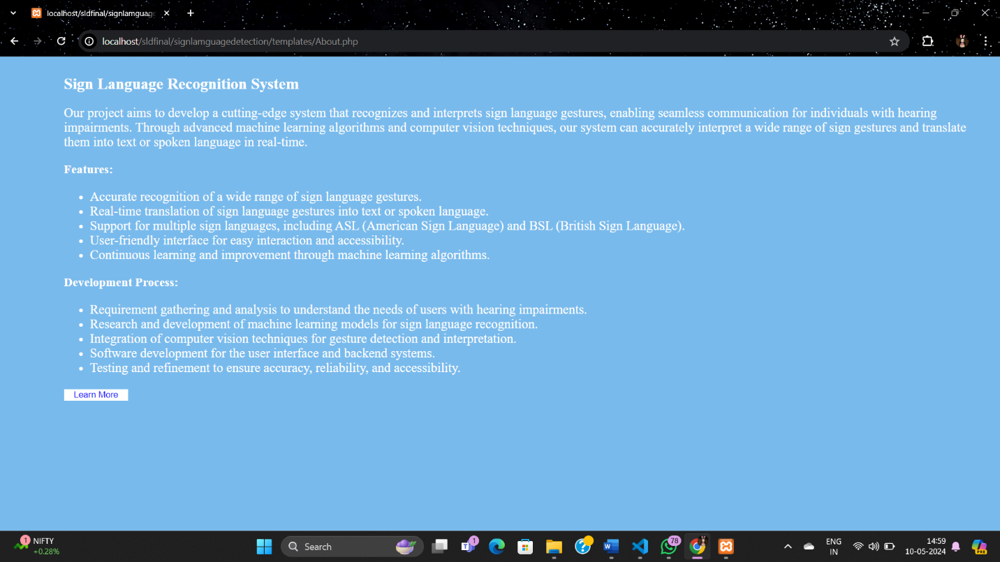 localhost/sldfinal/signlamguage
localhost/sldfinal/signlamguagedetection/templates/About.php
Sign Language Recognition System
Our project aims to develop a cutting-edge system that recognizes and interprets sign language gestures, enabling seamless communication for individuals with hearing
impairments. Through advanced machine learning algorithms and computer vision techniques, our system can accurately interpret a wide range of sign gestures and translate
them into text or spoken language in real-time.
Features:
• Accurate recognition of a wide range of sign language gestures.
• Real-time translation of sign language gestures into text or spoken language.
• Support for multiple sign languages, including ASL (American Sign Language) and BSL (British Sign Language).
• User-friendly interface for easy interaction and accessibility.
• Continuous learning and improvement through machine learning algorithms.
Development Process:
• Requirement gathering and analysis to understand the needs of users with hearing impairments.
• Research and development of machine learning models for sign language recognition.
• Integration of computer vision techniques for gesture detection and interpretation.
• Software development for the user interface and backend systems.
• Testing and refinement to ensure accuracy, reliability, and accessibility.
Learn More
1 NIFTY
+0.28%
Search
1
78
ENG
IN
14:59
10-05-2024
PRE